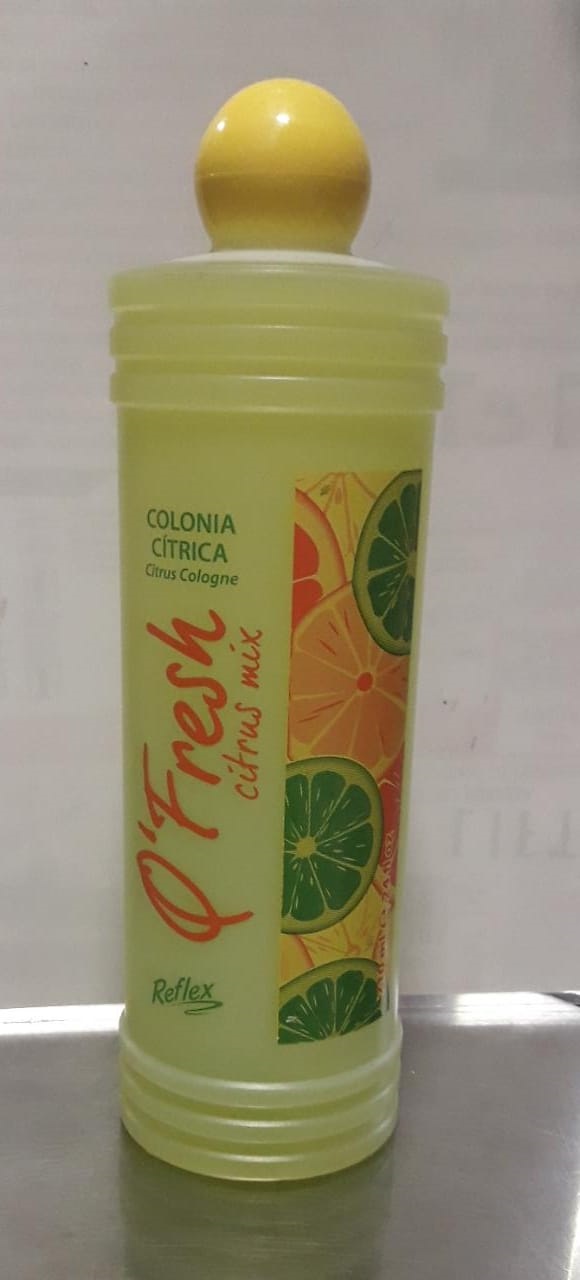 COLONIA
CÍTRICA
Citrus Cologne
Q'Fresh
citrus mix
Reflex